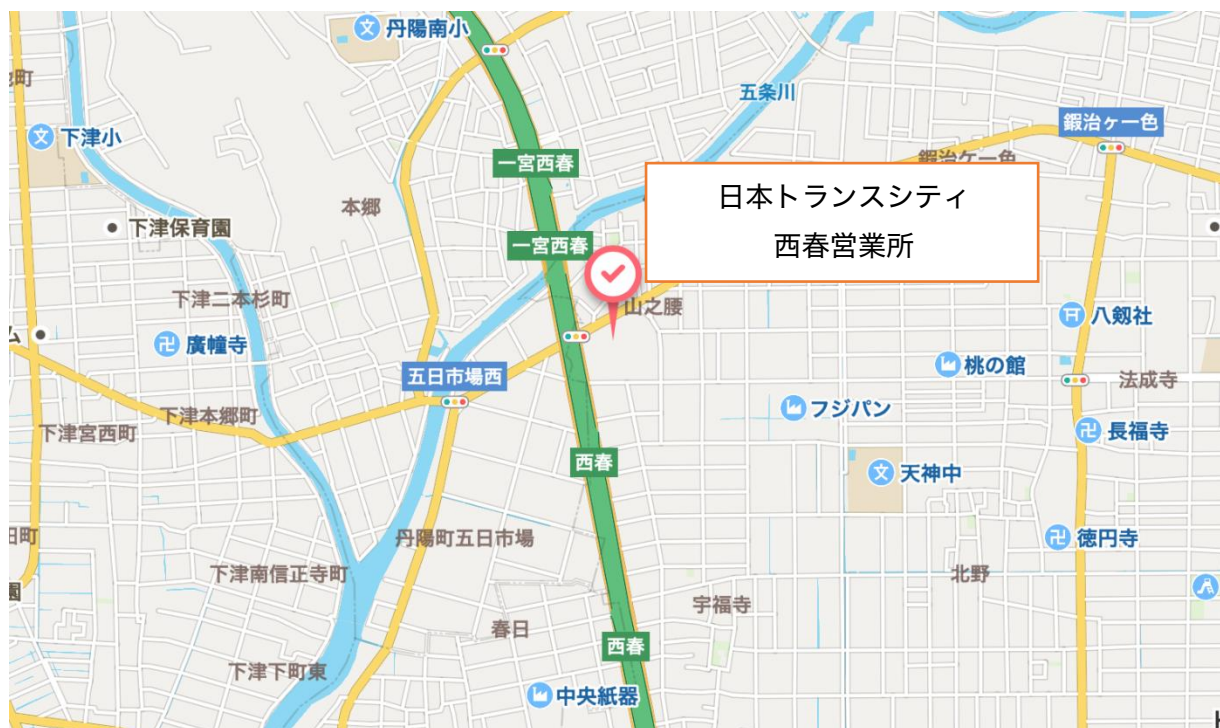 丹陽南小
五条川
鍛治ヶ一色
下津小
一宮西春
日本トランスシティ
西春営業所
本郷
下津保育園
一宮西春
下津二本杉町
山之腰
八剱社
廣幢寺
桃の館
五日市場西
法成寺
フジパン
下津本郷町
下津宮西町
長福寺
西春
天神中
丹陽町五日市場
徳円寺
下津南信正寺町
北野
宇福寺
春日
西春
下津下町東
中央紙器